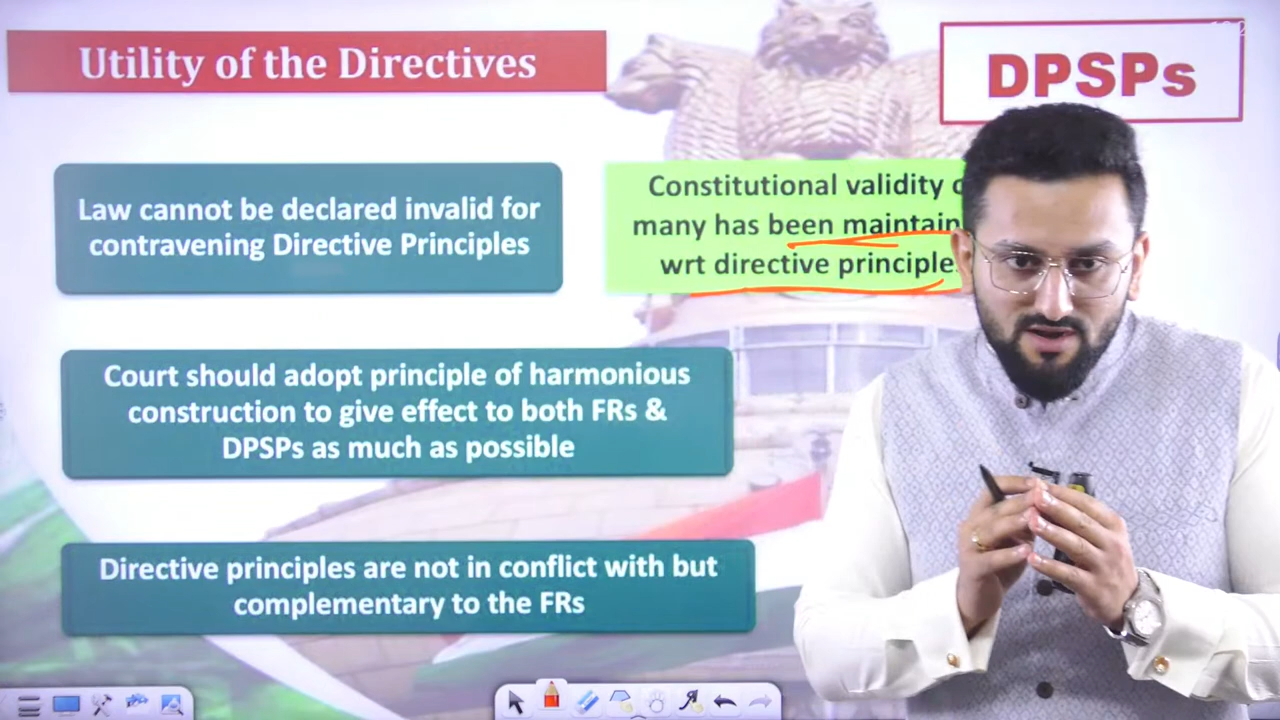 Utility of the Directives
DPSPs
Law cannot be declared invalid for
contravening Directive Principles
Constitutional validity
many has been
wrt directive
Court should adopt principle of harmonious
construction to give effect to both FRs &
DPSPs as much as possible
Directive principles are not in conflict with but
complementary to the FRs